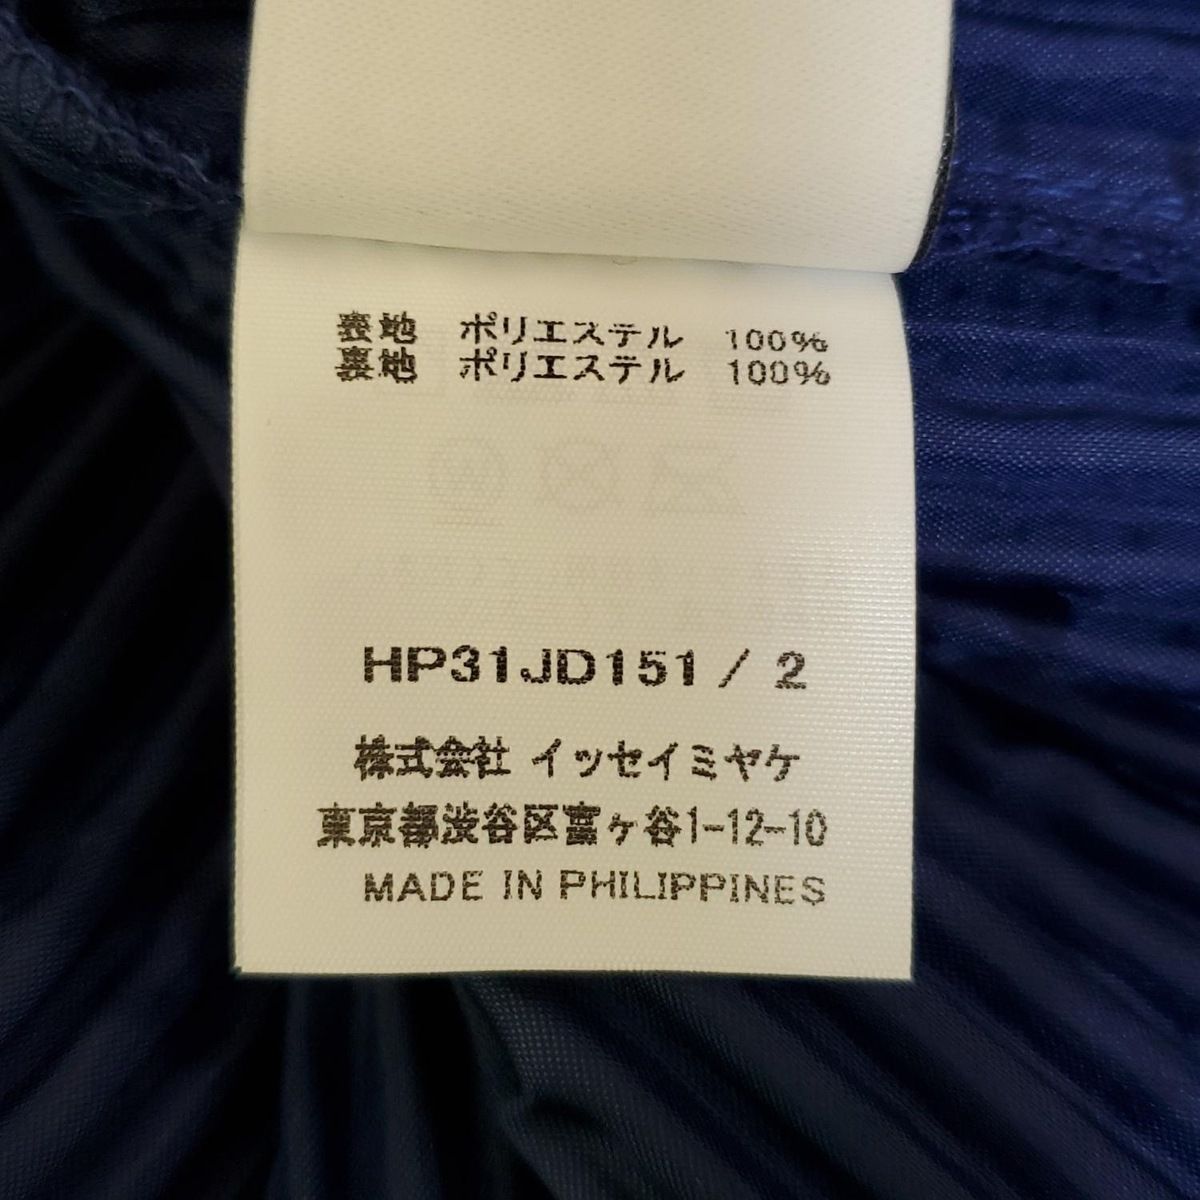 表地 ポリエステル 100%
裏地 ポリエステル 100%
HP31JD151 / 2
株式会社 イッセイミヤケ
東京都渋谷区富ヶ谷1-12-10
MADE IN PHILIPPINES